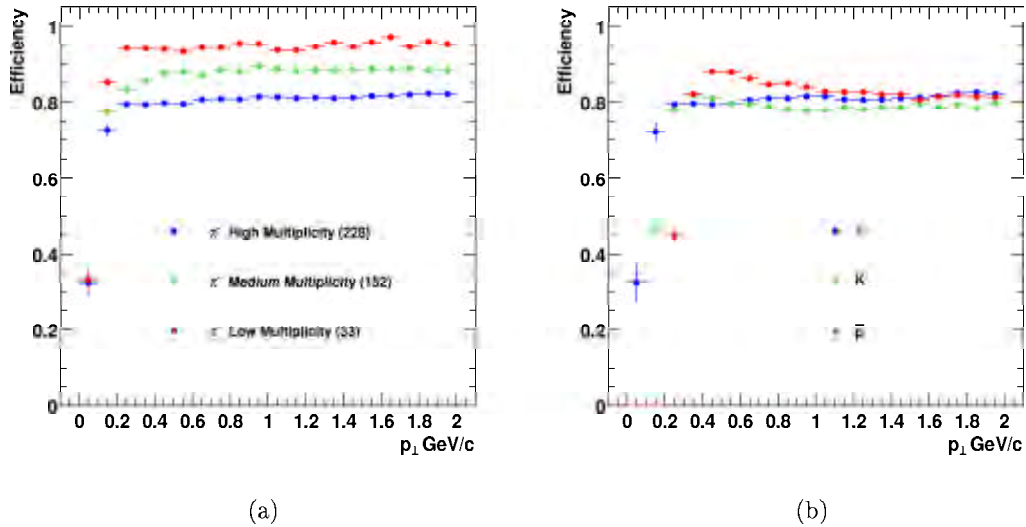 Efficiency
1
0.8
0.6
0.4
0.2
0
π⁻ High Multiplicity (228)
π⁻ Medium Multiplicity (152)
π⁻ Low Multiplicity (33)
0 0.2 0.4 0.6 0.8 1 1.2 1.4 1.6 1.8 2
p⊥ GeV/c
(a)
Efficiency
1
0.8
0.6
0.4
0.2
0
K
p̅
0 0.2 0.4 0.6 0.8 1 1.2 1.4 1.6 1.8 2
p⊥ GeV/c
(b)